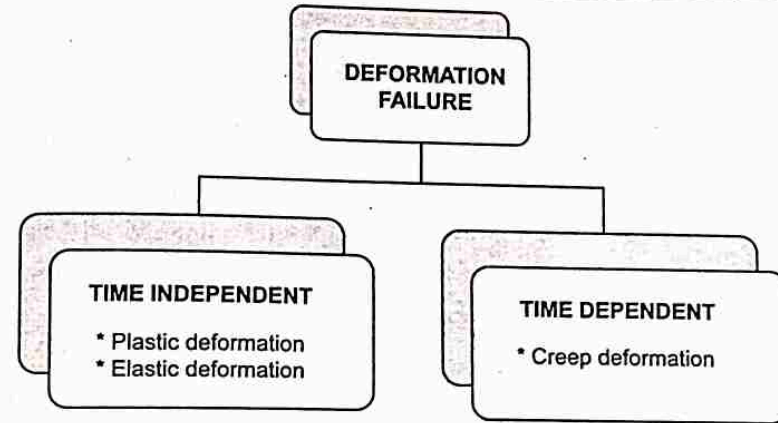 DEFORMATION
FAILURE
TIME INDEPENDENT
* Plastic deformation
* Elastic deformation
TIME DEPENDENT
* Creep deformation